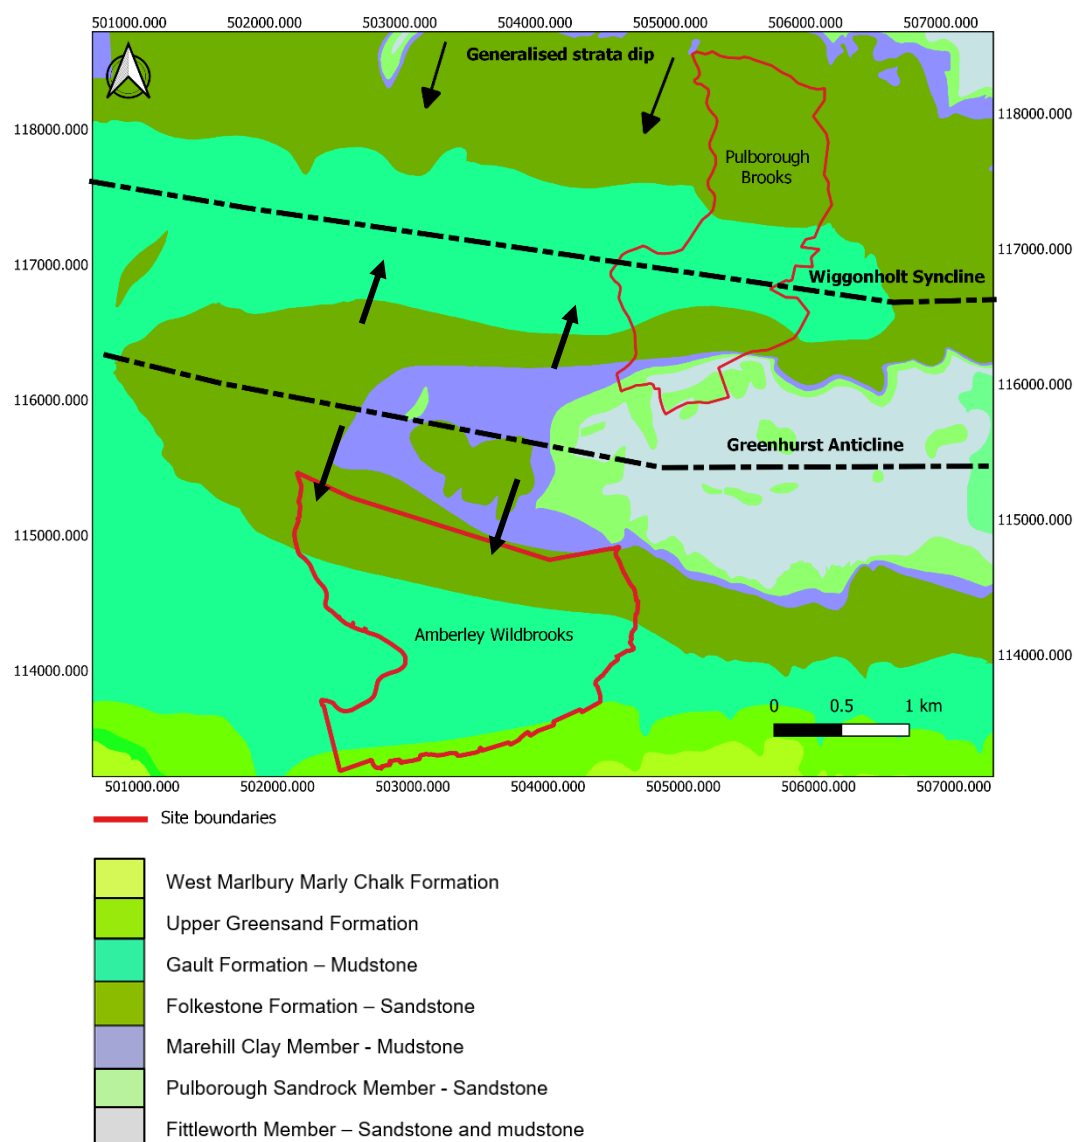 501000.000 502000.000 503000.000 504000.000 505000.000 506000.000 507000.000
Generalised strata dip
118000.000
118000.000
Pulborough
Brooks
117000.000
117000.000
Wiggonholt Syncline
116000.000
116000.000
Greenhurst Anticline
115000.000
115000.000
Amberley Wildbrooks
114000.000
114000.000
0 0.5 1 km
501000.000 502000.000 503000.000 504000.000 505000.000 506000.000 507000.000
Site boundaries
West Marlbury Marly Chalk Formation
Upper Greensand Formation
Gault Formation – Mudstone
Folkestone Formation – Sandstone
Marehill Clay Member - Mudstone
Pulborough Sandrock Member - Sandstone
Fittleworth Member – Sandstone and mudstone